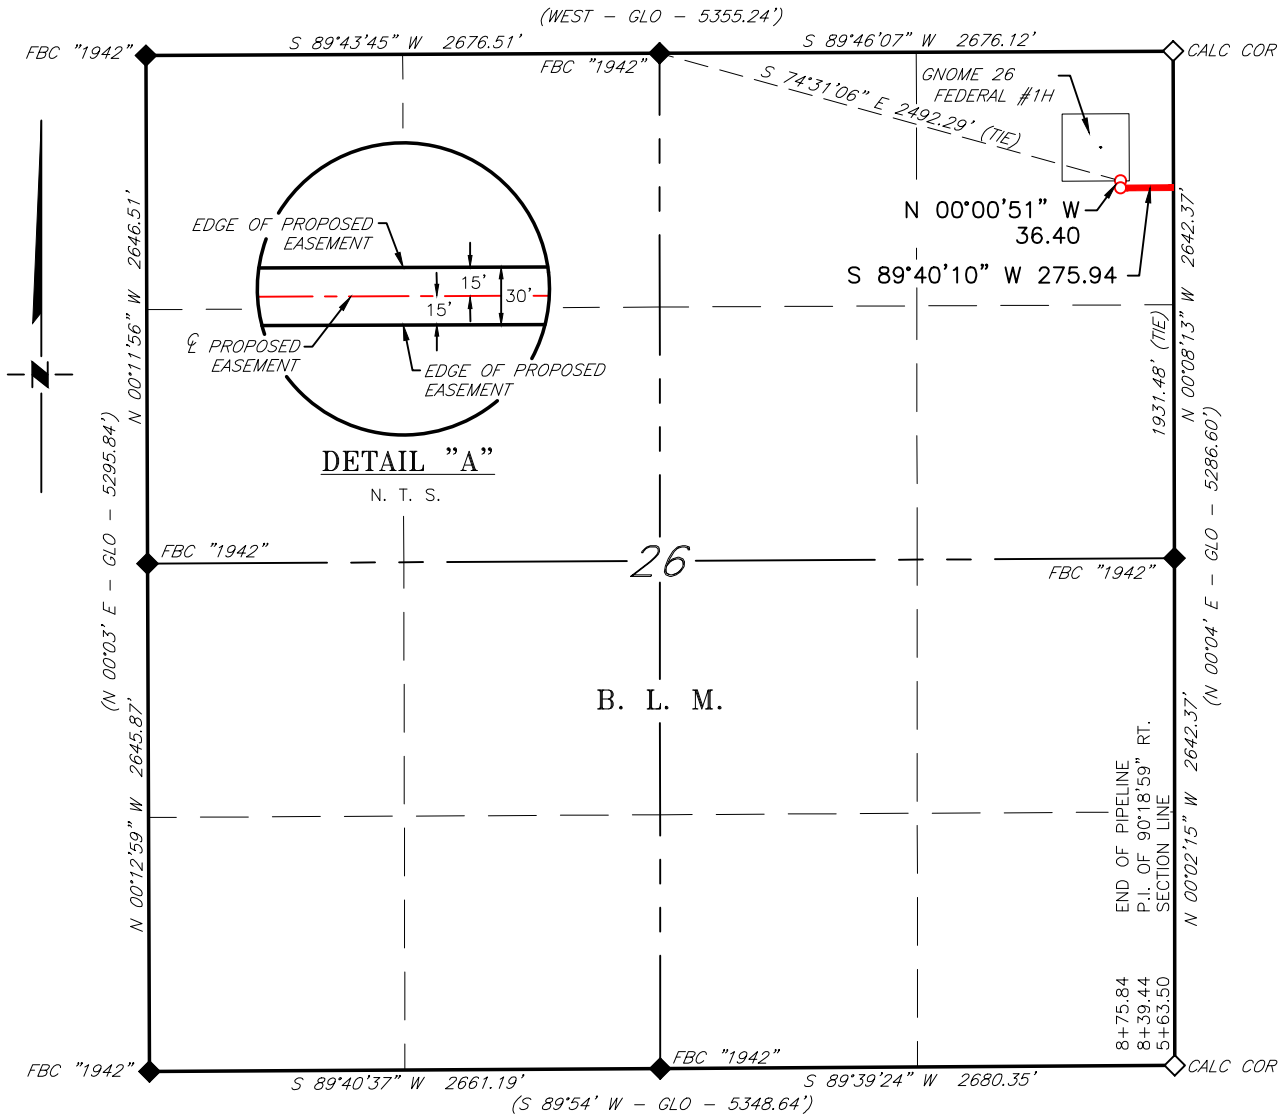 (WEST - GLO - 5355.24')
S 89°43'45" W 2676.51'
S 89°46'07" W 2676.12'
FBC "1942"
FBC "1942"
CALC COR
S 74°31'06" E 2492.29' (TIE)
GNOME 26
FEDERAL #1H
N 00°00'51" W
36.40
S 89°40'10" W 275.94
N 00°11'56" W 2646.51'
EDGE OF PROPOSED
EASEMENT
15'
15'
30'
℄ PROPOSED
EASEMENT
EDGE OF PROPOSED
EASEMENT
DETAIL "A"
N. T. S.
N
1931.48' (TIE)
N 00°08'13" W 2642.37'
(N 00°03' E - GLO - 5295.84')
(N 00°04' E - GLO - 5286.60')
FBC "1942"
26
FBC "1942"
B. L. M.
N 00°12'59" W 2645.87'
N 00°02'15" W 2642.37'
8+75.84 END OF PIPELINE
8+39.44 P.I. OF 90°18'59" RT.
5+63.50 SECTION LINE
FBC "1942"
FBC "1942"
CALC COR
S 89°40'37" W 2661.19'
S 89°39'24" W 2680.35'
(S 89°54' W - GLO - 5348.64')